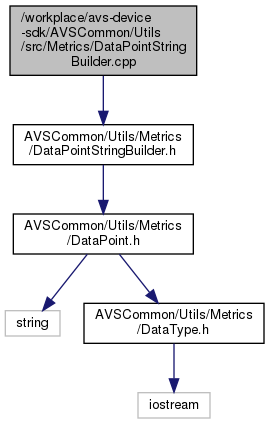 /workplace/avs-device
-sdk/AVSCommon/Utils
/src/Metrics/DataPointString
Builder.cpp
AVSCommon/Utils/Metrics
/DataPointStringBuilder.h
AVSCommon/Utils/Metrics
/DataPoint.h
string
AVSCommon/Utils/Metrics
/DataType.h
iostream